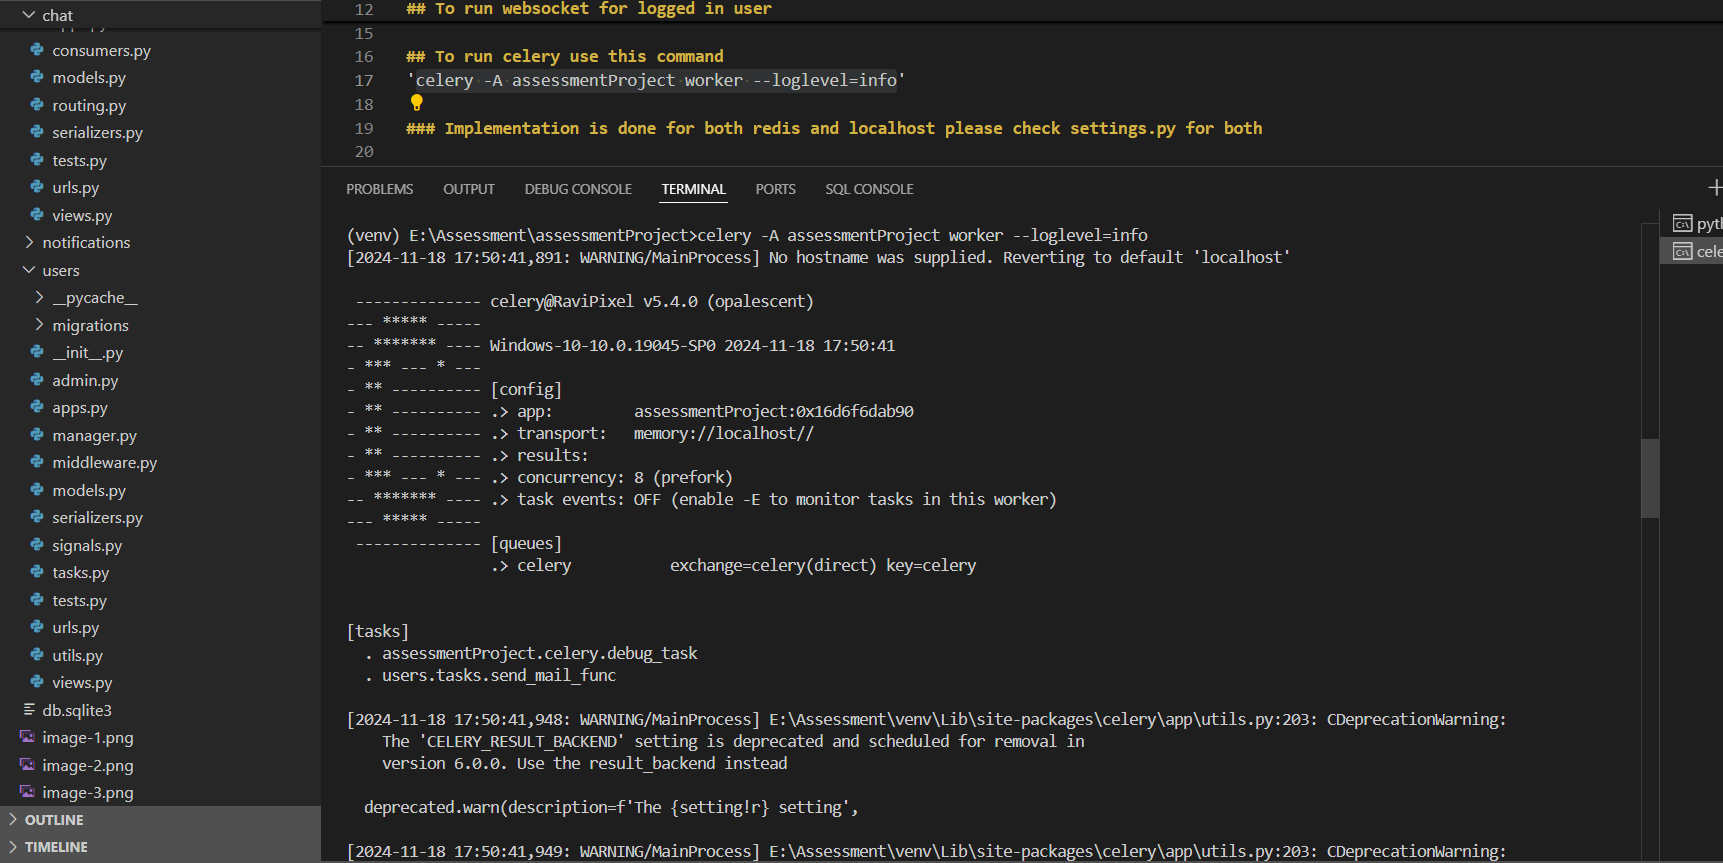 chat
consumers.py
models.py
routing.py
serializers.py
tests.py
urls.py
views.py
notifications
users
__pycache__
migrations
__init__.py
admin.py
apps.py
manager.py
middleware.py
models.py
serializers.py
signals.py
tasks.py
tests.py
urls.py
utils.py
views.py
db.sqlite3
image-1.png
image-2.png
image-3.png
OUTLINE
TIMELINE
12 ## To run websocket for logged in user
15
16 ## To run celery use this command
17 'celery -A assessmentProject worker --loglevel=info'
18
19 ### Implementation is done for both redis and localhost please check settings.py for both
20
PROBLEMS OUTPUT DEBUG CONSOLE TERMINAL PORTS SQL CONSOLE
(venv) E:\Assessment\assessmentProject>celery -A assessmentProject worker --loglevel=info
[2024-11-18 17:50:41,891: WARNING/MainProcess] No hostname was supplied. Reverting to default 'localhost'
 -------------- celery@RaviPixel v5.4.0 (opalescent)
--- ***** -----
-- ******* ---- Windows-10-10.0.19045-SP0 2024-11-18 17:50:41
- *** --- * ---
- ** ---------- [config]
- ** ---------- .> app:         assessmentProject:0x16d6f6dab90
- ** ---------- .> transport:   memory://localhost//
- ** ---------- .> results:
- *** --- * --- .> concurrency: 8 (prefork)
-- ******* ---- .> task events: OFF (enable -E to monitor tasks in this worker)
--- ***** -----
 -------------- [queues]
                .> celery           exchange=celery(direct) key=celery
[tasks]
  . assessmentProject.celery.debug_task
  . users.tasks.send_mail_func
[2024-11-18 17:50:41,948: WARNING/MainProcess] E:\Assessment\venv\Lib\site-packages\celery\app\utils.py:203: CDeprecationWarning:
    The 'CELERY_RESULT_BACKEND' setting is deprecated and scheduled for removal in
    version 6.0.0. Use the result_backend instead
  deprecated.warn(description=f'The {setting!r} setting',
[2024-11-18 17:50:41,949: WARNING/MainProcess] E:\Assessment\venv\Lib\site-packages\celery\app\utils.py:203: CDeprecationWarning: